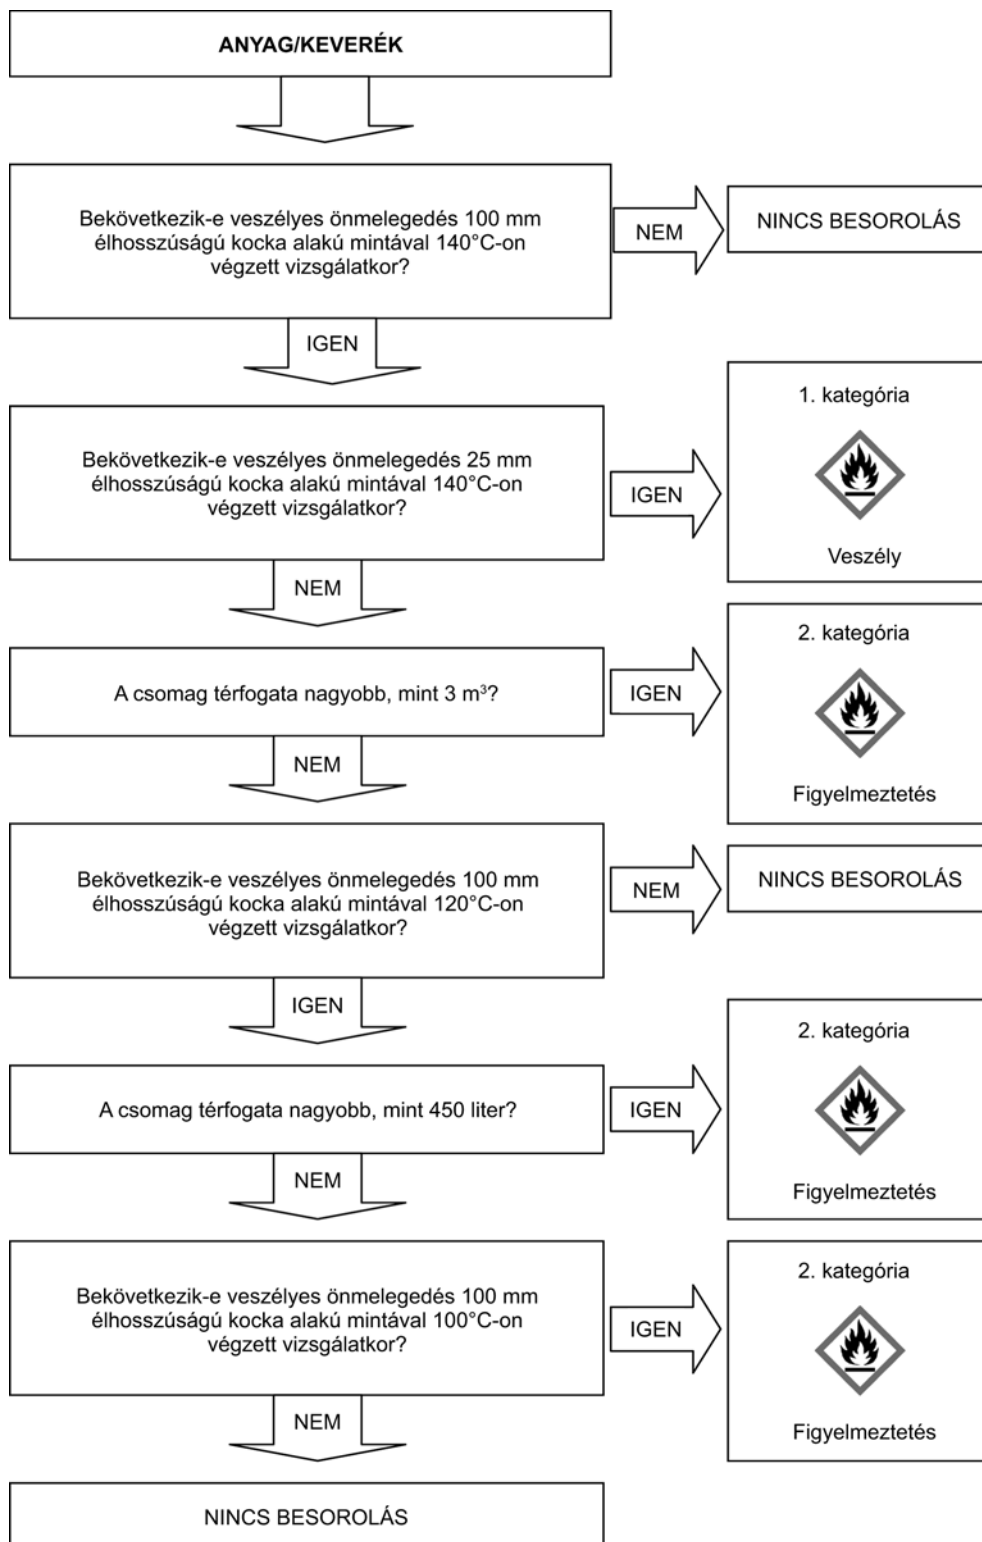 ANYAG/KEVERÉK
Bekövetkezik-e veszélyes önmelegedés 100 mm
élhosszúságú kocka alakú mintával 140°C-on
végzett vizsgálatkor?
NEM
NINCS BESOROLÁS
IGEN
Bekövetkezik-e veszélyes önmelegedés 25 mm
élhosszúságú kocka alakú mintával 140°C-on
végzett vizsgálatkor?
IGEN
1. kategória
Veszély
NEM
A csomag térfogata nagyobb, mint 3 m³?
IGEN
2. kategória
Figyelmeztetés
NEM
Bekövetkezik-e veszélyes önmelegedés 100 mm
élhosszúságú kocka alakú mintával 120°C-on
végzett vizsgálatkor?
NEM
NINCS BESOROLÁS
IGEN
A csomag térfogata nagyobb, mint 450 liter?
IGEN
2. kategória
Figyelmeztetés
NEM
Bekövetkezik-e veszélyes önmelegedés 100 mm
élhosszúságú kocka alakú mintával 100°C-on
végzett vizsgálatkor?
IGEN
2. kategória
Figyelmeztetés
NEM
NINCS BESOROLÁS